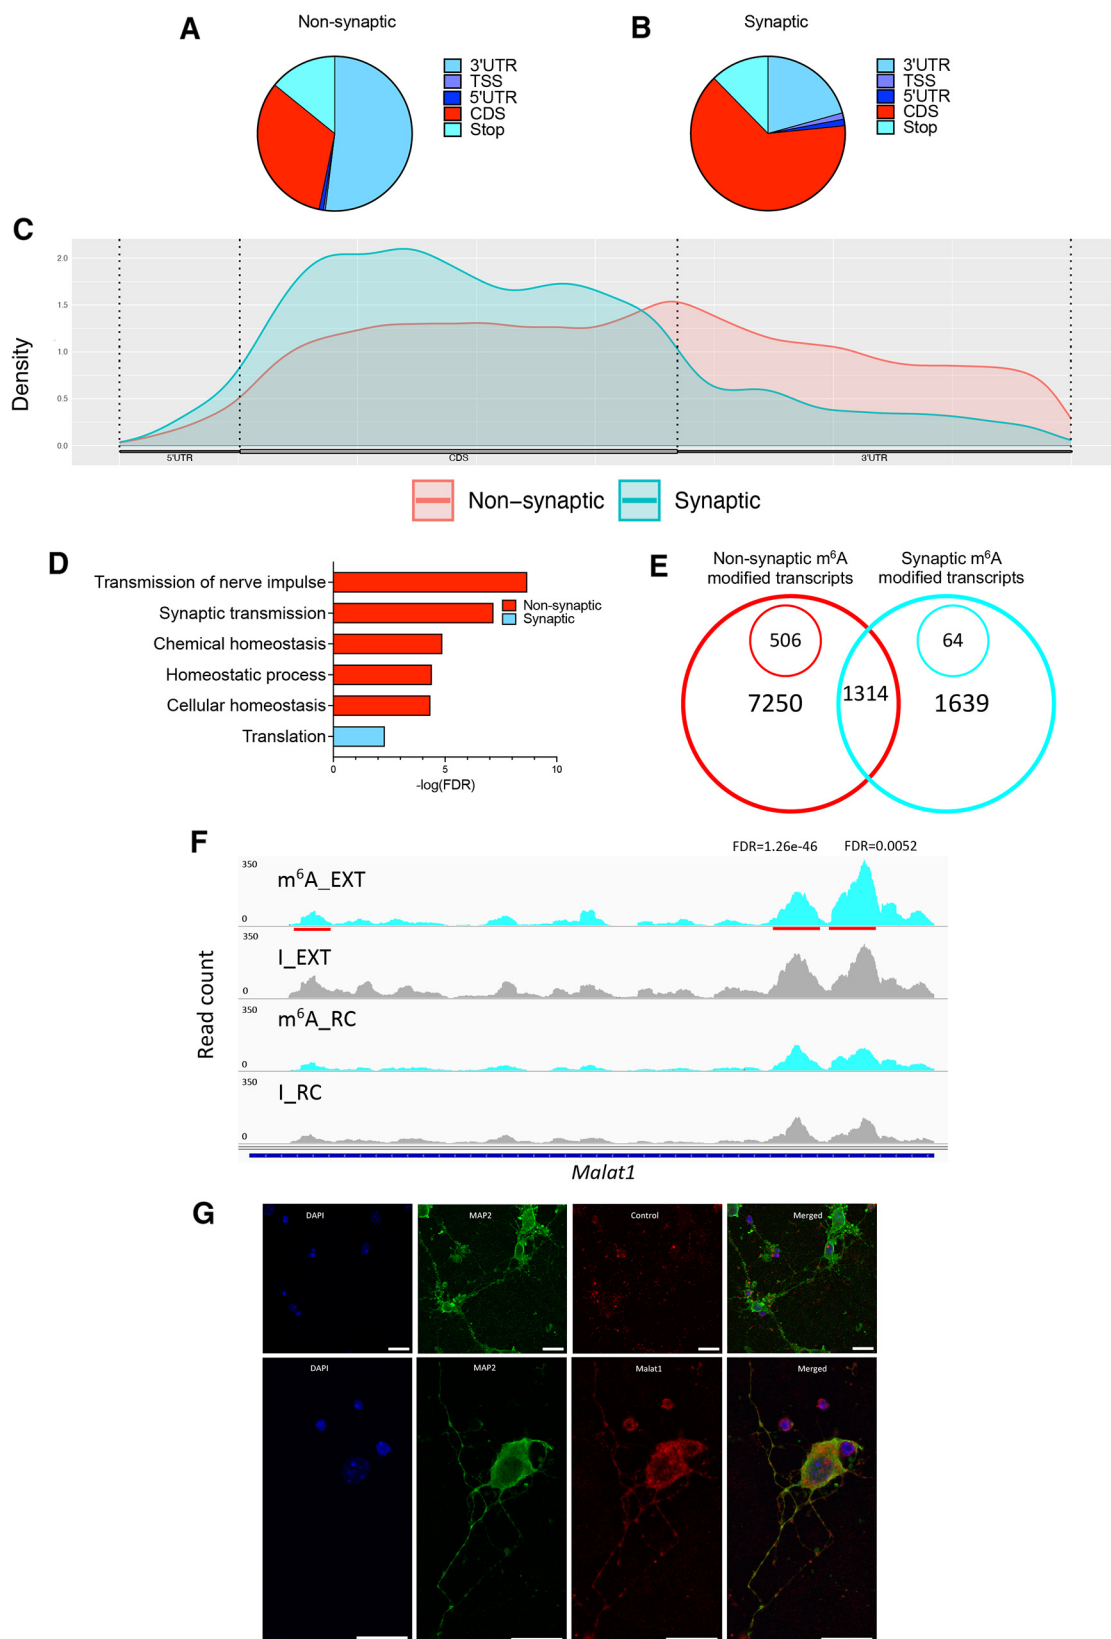 A
Non-synaptic
3'UTR
TSS
5'UTR
CDS
Stop
B
Synaptic
3'UTR
TSS
5'UTR
CDS
Stop
C
Density
2.0
1.5
1.0
0.5
0.0
5'UTR
CDS
3'UTR
Non-synaptic
Synaptic
D
Transmission of nerve impulse
Synaptic transmission
Chemical homeostasis
Homeostatic process
Cellular homeostasis
Translation
Non-synaptic
Synaptic
0 5 10
-log(FDR)
E
Non-synaptic m⁶A
modified transcripts
Synaptic m⁶A
modified transcripts
506
64
7250
1314
1639
F
FDR=1.26e-46 FDR=0.0052
Read count
350
m⁶A_EXT
0
350
I_EXT
0
350
m⁶A_RC
0
350
I_RC
0
Malat1
G
DAPI
MAP2
Control
Merged
DAPI
MAP2
Malat1
Merged